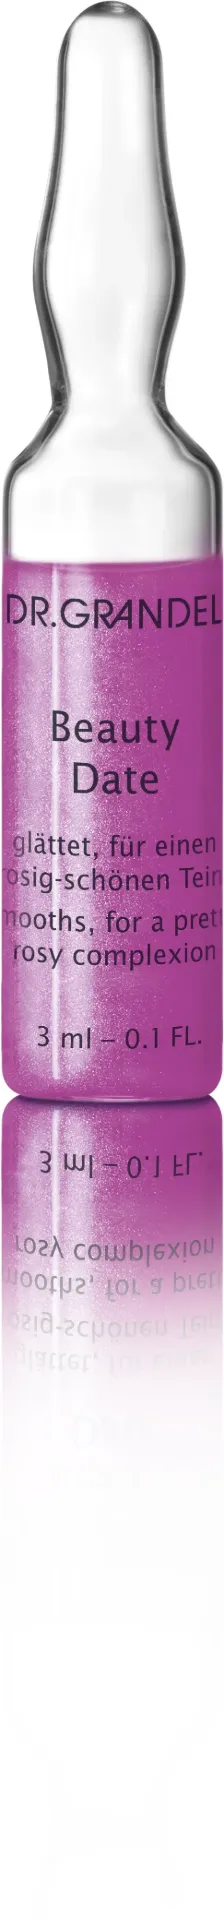 DR.GRANDEL
Beauty
Date
glättet, für einen
osig-schönen Tein
mooths, for a prett
rosy complexion
3 ml – 0.1 FL.